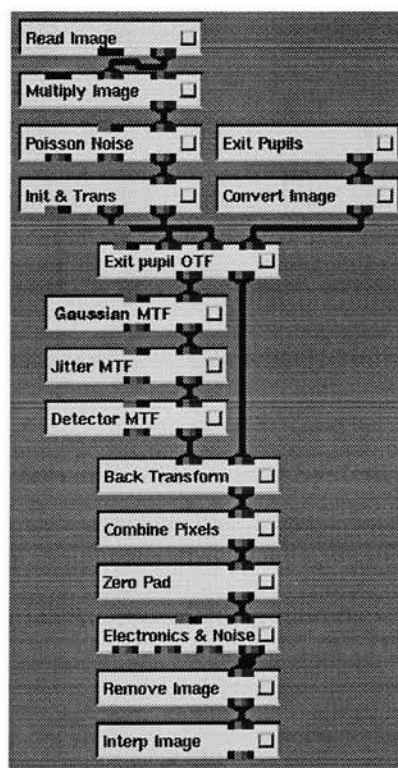 Read Image
Multiply Image
Poisson Noise
Exit Pupils
Init & Trans
Convert Image
Exit pupil OTF
Gaussian MTF
Jitter MTF
Detector MTF
Back Transform
Combine Pixels
Zero Pad
Electronics & Noise
Remove Image
Interp Image